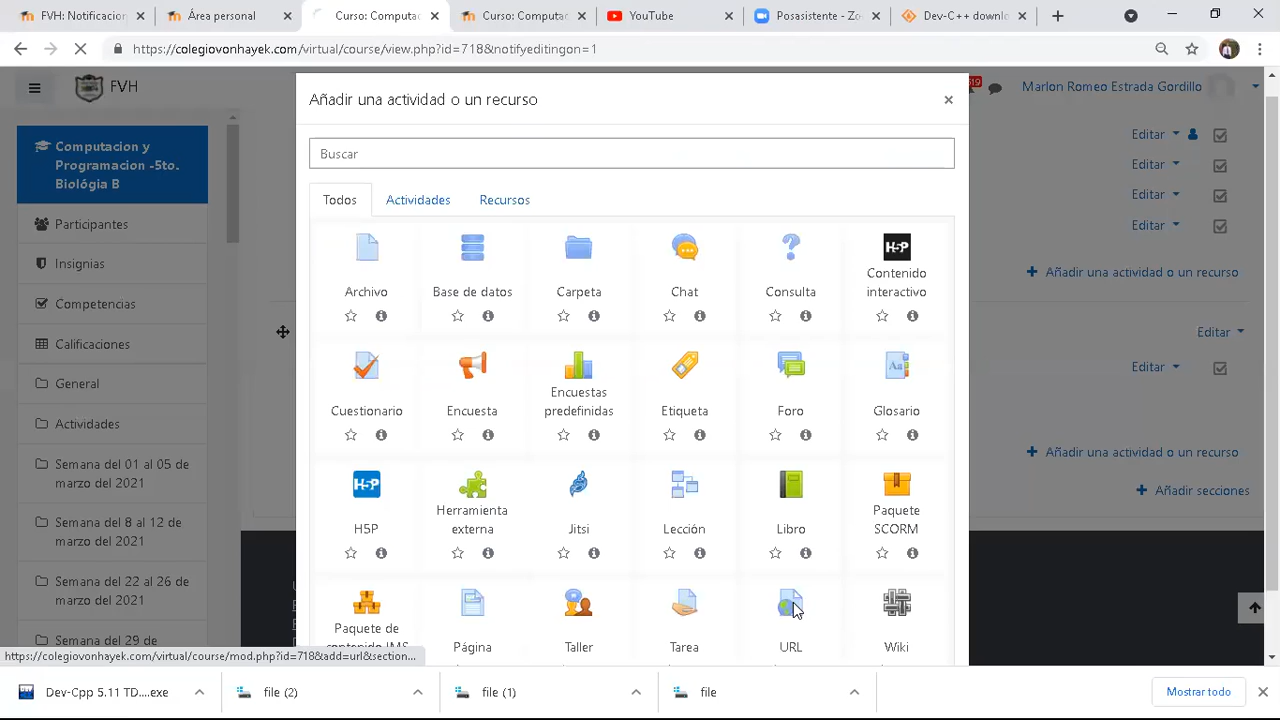 FVH: Notificacion
Área personal
Curso: Computac
Curso: Computac
YouTube
Posasistente - Zo
Dev-C++ downlo
https://colegiovonhayek.com/virtual/course/view.php?id=718&notifyeditingon=1
FVH
Marlon Romeo Estrada Gordillo
Computacion y
Programacion -5to.
Biológia B
Participantes
Insignias
Competencias
Calificaciones
General
Actividades
Semana del 01 al 05 de
marzo del 2021
Semana del 8 al 12 de
marzo del 2021
Semana del 22 al 26 de
marzo del 2021
Semana del 29 de
Añadir una actividad o un recurso
×
Buscar
Todos
Actividades
Recursos
Archivo
Base de datos
Carpeta
Chat
Consulta
H5P
Contenido
interactivo
Cuestionario
Encuesta
Encuestas
predefinidas
Etiqueta
Foro
Aa
Glosario
H5P
H5P
Herramienta
externa
Jitsi
Lección
Libro
Paquete
SCORM
Paquete de
contenido IMS
Página
Taller
Tarea
URL
Wiki
Editar
Editar
Editar
Editar
+ Añadir una actividad o un recurso
Editar
Editar
+ Añadir una actividad o un recurso
+ Añadir secciones
https://colegiovonhayek.com/virtual/course/mod.php?id=718&add=url&section...
Dev-Cpp 5.11 TD....exe
file (2)
file (1)
file
Mostrar todo